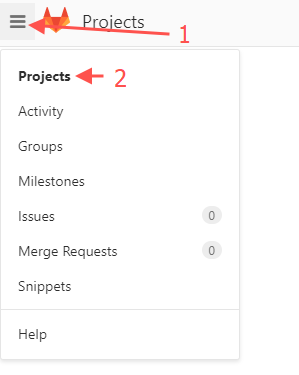 Projects
1
Projects
2
Activity
Groups
Milestones
Issues 0
Merge Requests 0
Snippets
Help